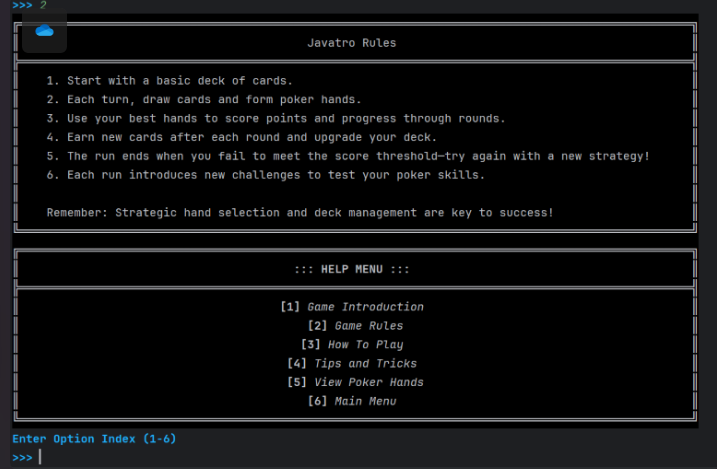 >>> 2
Javatro Rules
1. Start with a basic deck of cards.
2. Each turn, draw cards and form poker hands.
3. Use your best hands to score points and progress through rounds.
4. Earn new cards after each round and upgrade your deck.
5. The run ends when you fail to meet the score threshold—try again with a new strategy!
6. Each run introduces new challenges to test your poker skills.
Remember: Strategic hand selection and deck management are key to success!
::: HELP MENU :::
[1] Game Introduction
[2] Game Rules
[3] How To Play
[4] Tips and Tricks
[5] View Poker Hands
[6] Main Menu
Enter Option Index (1-6)
>>>